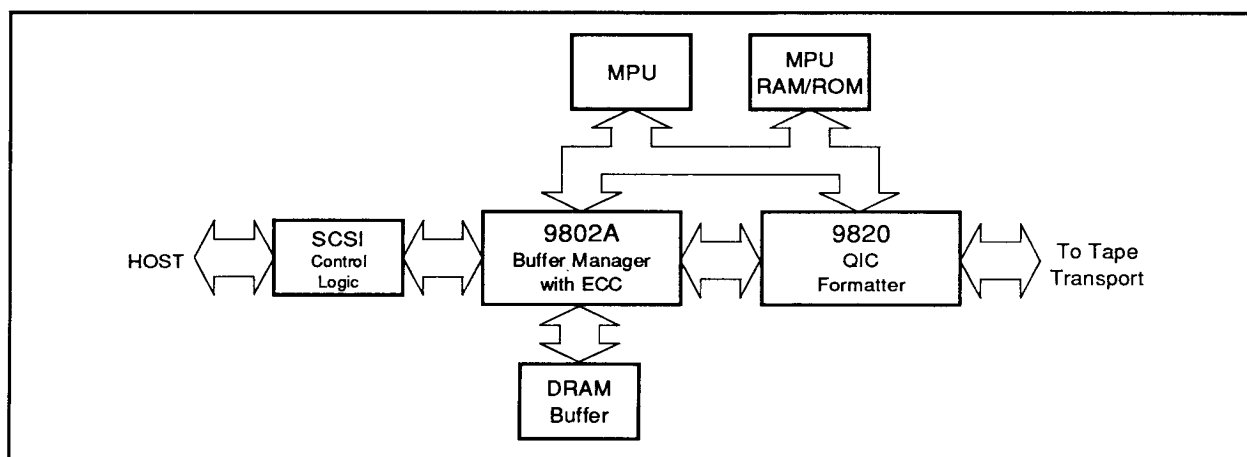 MPU
MPU
RAM/ROM
HOST
SCSI
Control
Logic
9802A
Buffer Manager
with ECC
9820
QIC
Formatter
To Tape
Transport
DRAM
Buffer